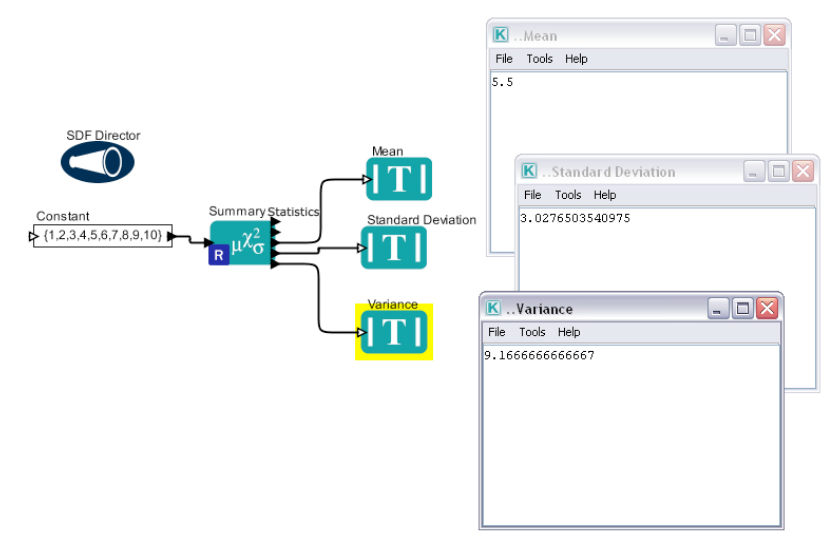 SDF Director
Constant
{1,2,3,4,5,6,7,8,9,10}
Summary Statistics
μχ²σ
R
Mean
T
Standard Deviation
T
Variance
T
K ..Mean
File Tools Help
5.5
K ..Standard Deviation
File Tools Help
3.0276503540975
K ..Variance
File Tools Help
9.1666666666667